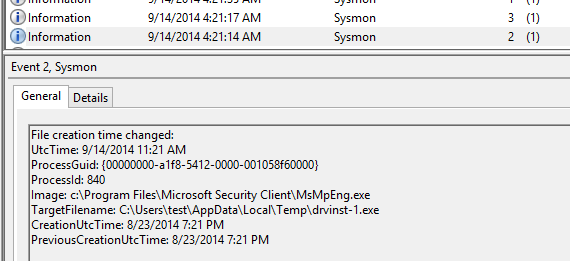 Information 9/14/2014 4:21:17 AM Sysmon 3 (1)
Information 9/14/2014 4:21:14 AM Sysmon 2 (1)
Event 2, Sysmon
General Details
File creation time changed:
UtcTime: 9/14/2014 11:21 AM
ProcessGuid: {00000000-a1f8-5412-0000-001058f60000}
ProcessId: 840
Image: c:\Program Files\Microsoft Security Client\MsMpEng.exe
TargetFilename: C:\Users\test\AppData\Local\Temp\drvinst-1.exe
CreationUtcTime: 8/23/2014 7:21 PM
PreviousCreationUtcTime: 8/23/2014 7:21 PM